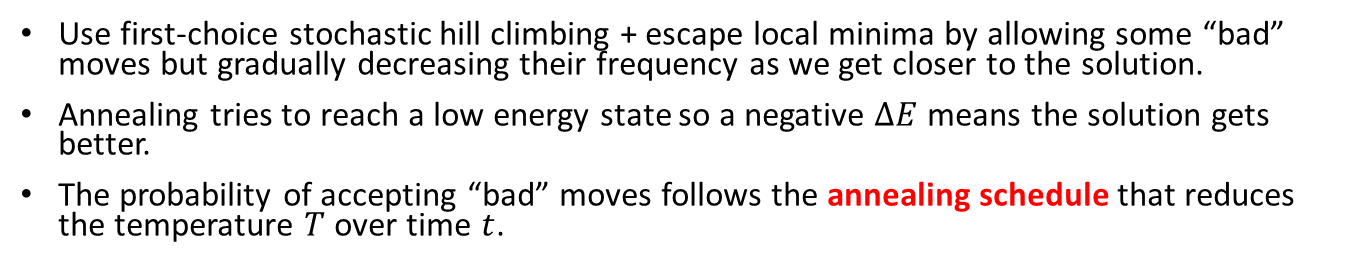 • Use first-choice stochastic hill climbing + escape local minima by allowing some “bad”
moves but gradually decreasing their frequency as we get closer to the solution.
• Annealing tries to reach a low energy state so a negative Δ𝐸 means the solution gets
better.
• The probability of accepting “bad” moves follows the annealing schedule that reduces
the temperature 𝑇 over time 𝑡.